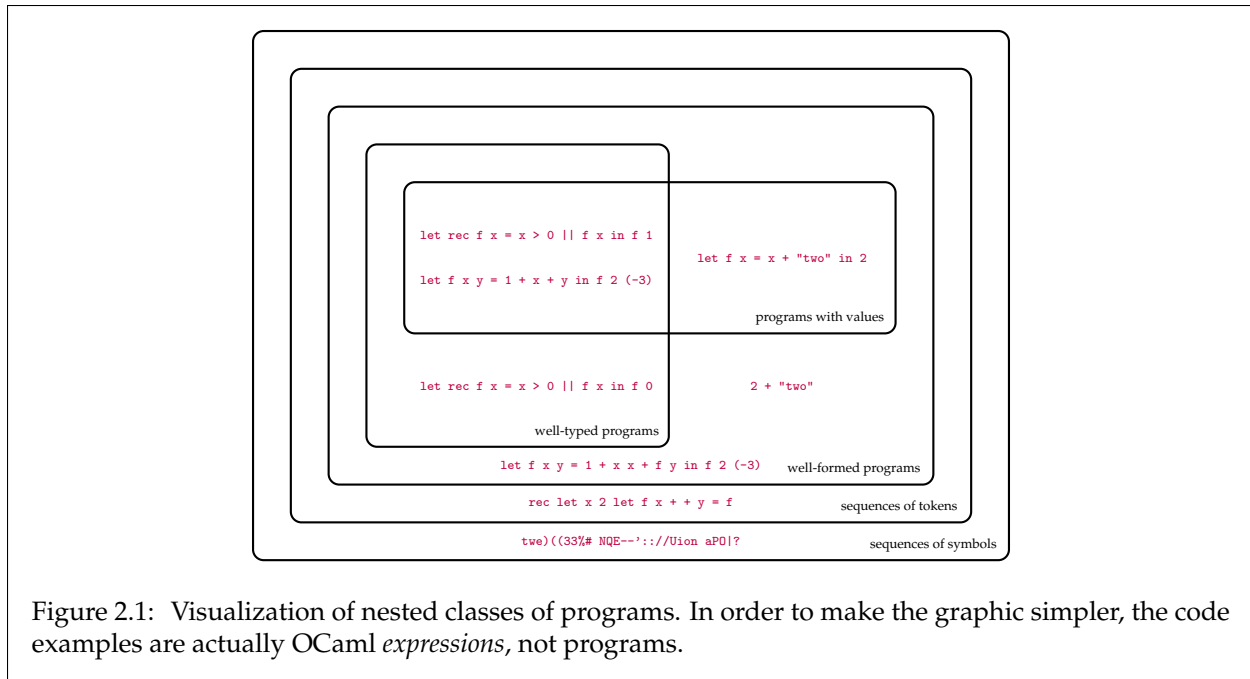 let rec f x = x > 0 || f x in f 1
let f x = x + "two" in 2
let f x y = 1 + x + y in f 2 (-3)
programs with values
let rec f x = x > 0 || f x in f 0
2 + "two"
well-typed programs
let f x y = 1 + x x + f y in f 2 (-3)
well-formed programs
rec let x 2 let f x + + y = f
sequences of tokens
twe)((33%# NQE--':://Uion aPO|?
sequences of symbols
Figure 2.1: Visualization of nested classes of programs. In order to make the graphic simpler, the code
examples are actually OCaml expressions, not programs.